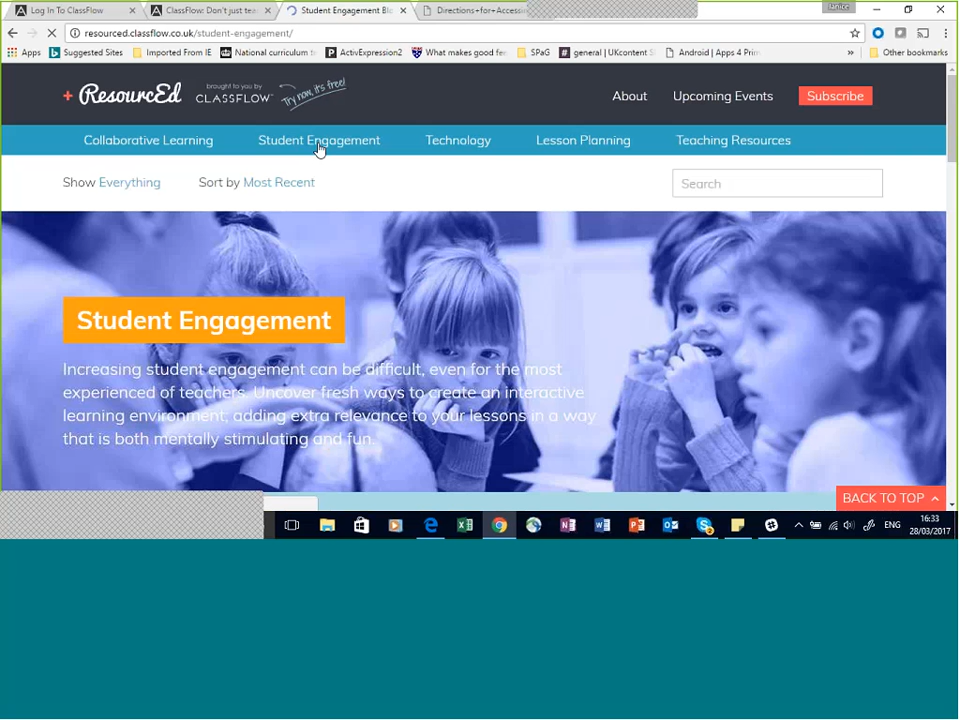 Log In To ClassFlow
ClassFlow: Don't just tea
Student Engagement Blo
Directions+for+Accessin
eunice
resourced.classflow.co.uk/student-engagement/
Apps
Suggested Sites
Imported From IE
National curriculum
ActivExpression2
What makes good fee
SPaG
general | UKcontent S
Android | Apps 4 Prim
»
Other bookmarks
+ ResourcEd
brought to you by
CLASSFLOW
Try now, it's free!
About
Upcoming Events
Subscribe
Collaborative Learning
Student Engagement
Technology
Lesson Planning
Teaching Resources
Show Everything
Sort by Most Recent
Search
Student Engagement
Increasing student engagement can be difficult, even for the most
experienced of teachers. Uncover fresh ways to create an interactive
learning environment, adding extra relevance to your lessons in a way
that is both mentally stimulating and fun.
BACK TO TOP
ENG
16:33
28/03/2017